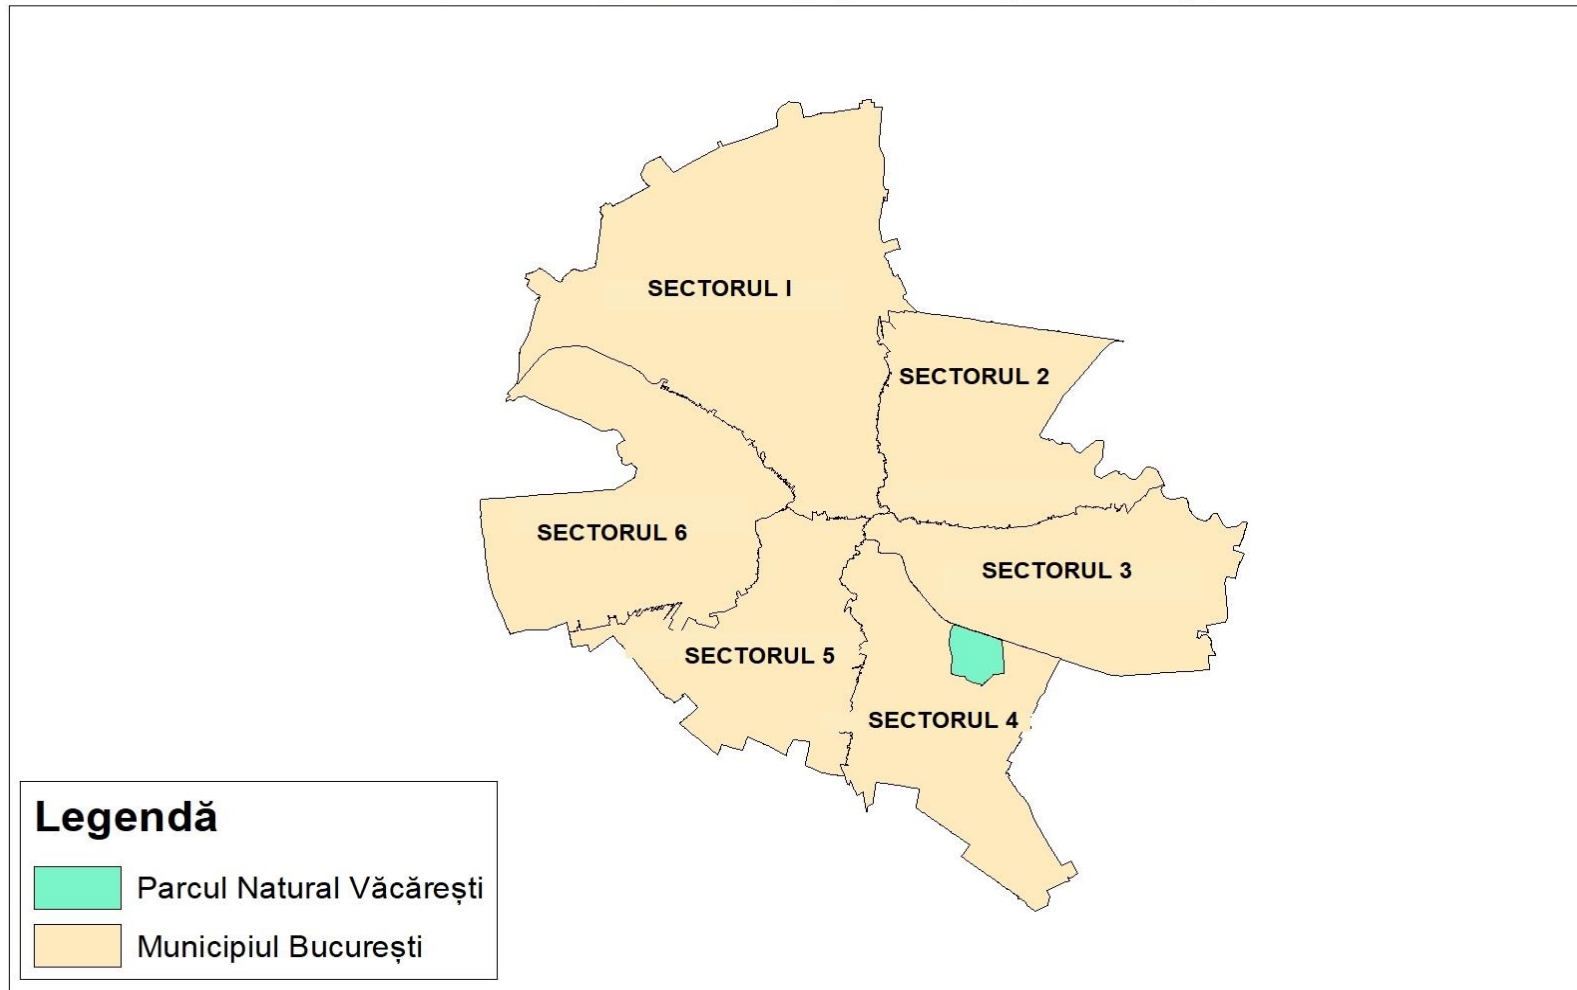 SECTORUL I
SECTORUL 2
SECTORUL 6
SECTORUL 3
SECTORUL 5
SECTORUL 4
Legendă
Parcul Natural Văcărești
Municipiul București